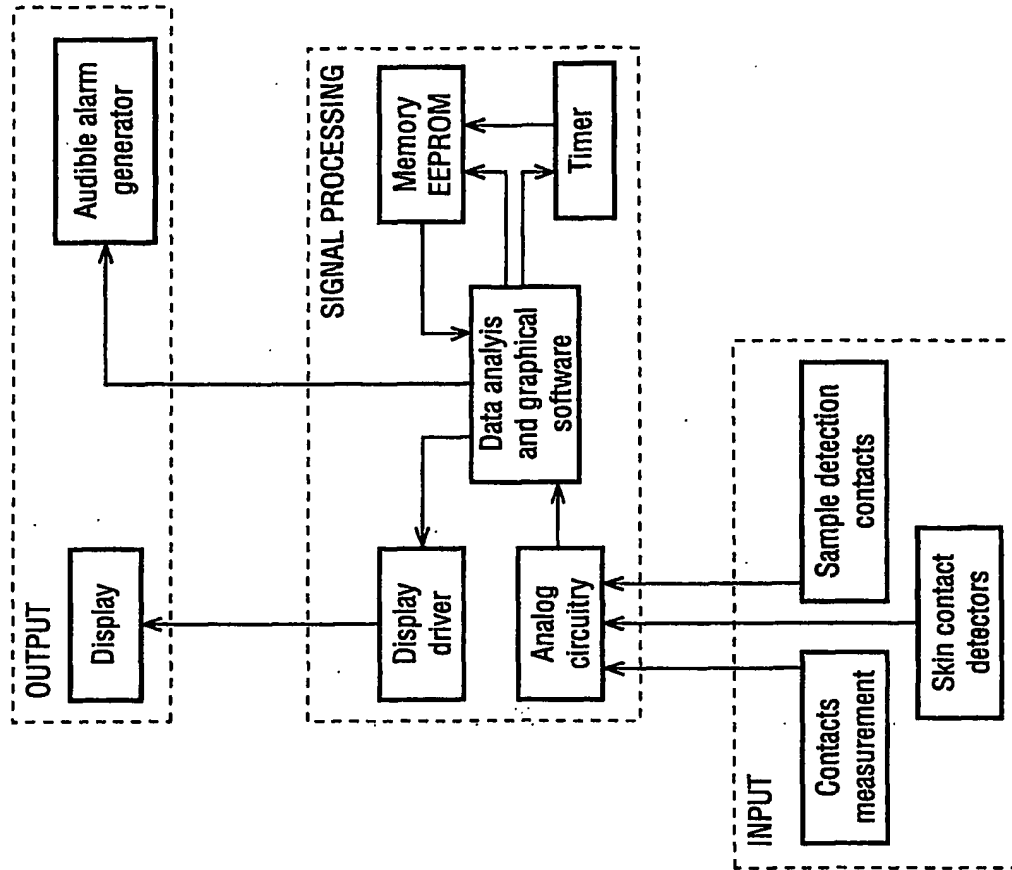 INPUT
Contacts
measurement
Skin contact
detectors
Sample detection
contacts
SIGNAL PROCESSING
Display
driver
Analog
circuitry
Data analyis
and graphical
software
Memory
EEPROM
Timer
OUTPUT
Display
Audible alarm
generator